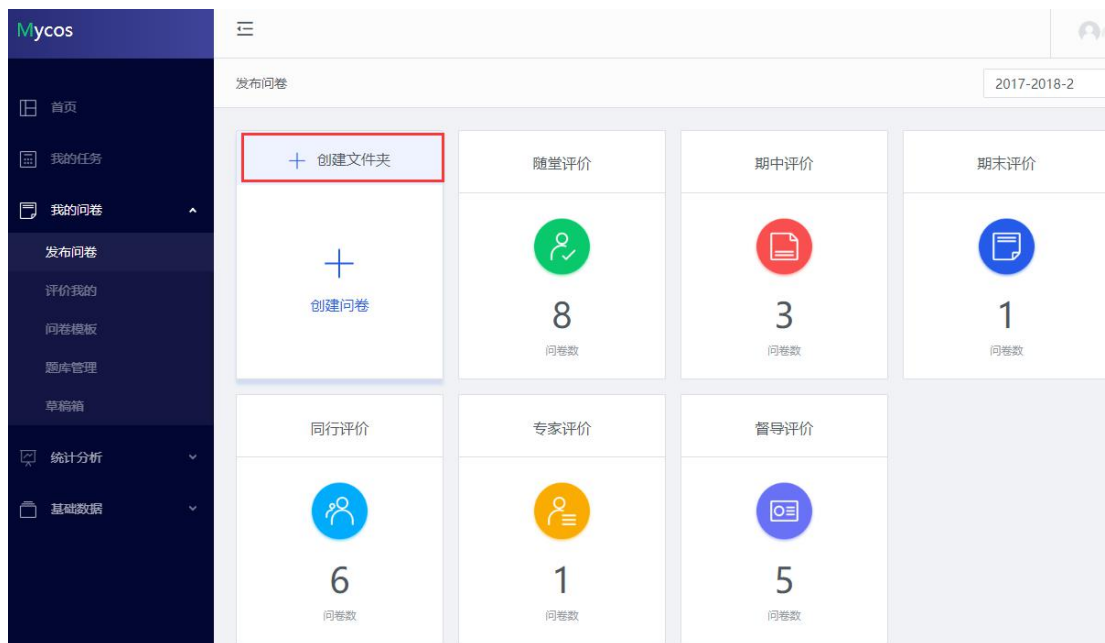 Mycos
发布问卷
2017-2018-2
首页
我的任务
我的问卷
发布问卷
评价我的
问卷模板
题库管理
草稿箱
统计分析
基础数据
创建文件夹
创建问卷
随堂评价
8
问卷数
期中评价
3
问卷数
期末评价
1
问卷数
同行评价
6
问卷数
专家评价
1
问卷数
督导评价
5
问卷数